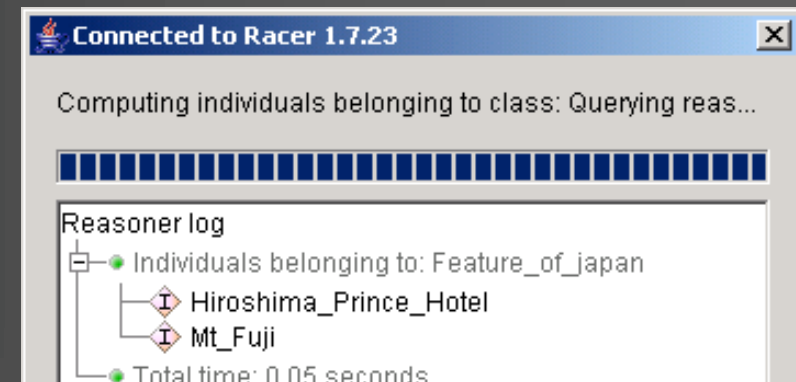 Connected to Racer 1.7.23
Computing individuals belonging to class: Querying reas...
Reasoner log
Individuals belonging to: Feature_of_japan
I Hiroshima_Prince_Hotel
I Mt_Fuji
Total time: 0.05 seconds